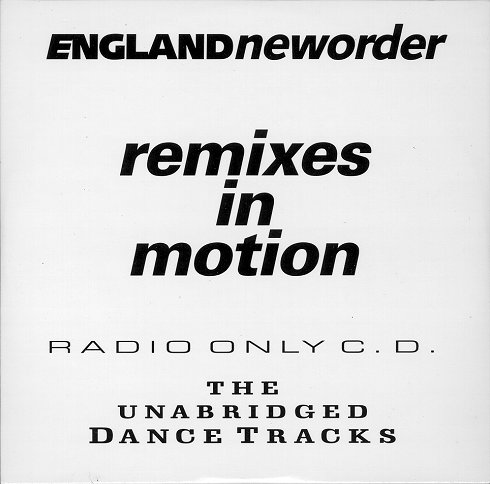 ENGLANDneworder
remixes
in
motion
RADIO ONLY C.D.
THE
UNABRIDGED
DANCE TRACKS